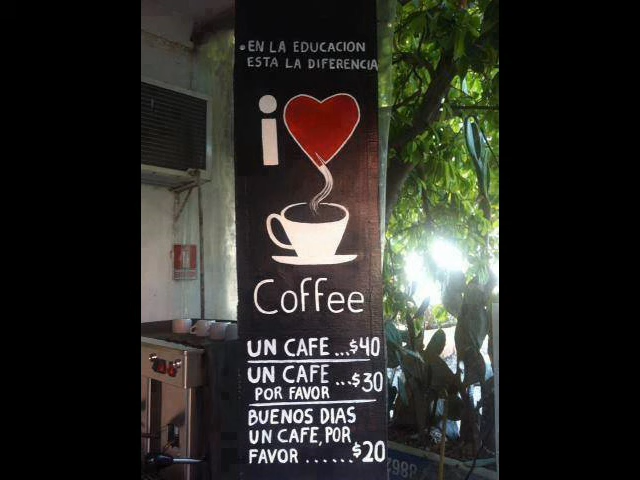 • EN LA EDUCACION
ESTA LA DIFERENCIA
i
Coffee
UN CAFE ...$40
UN CAFE ...$30
POR FAVOR
BUENOS DIAS
UN CAFE, POR
FAVOR ......$20